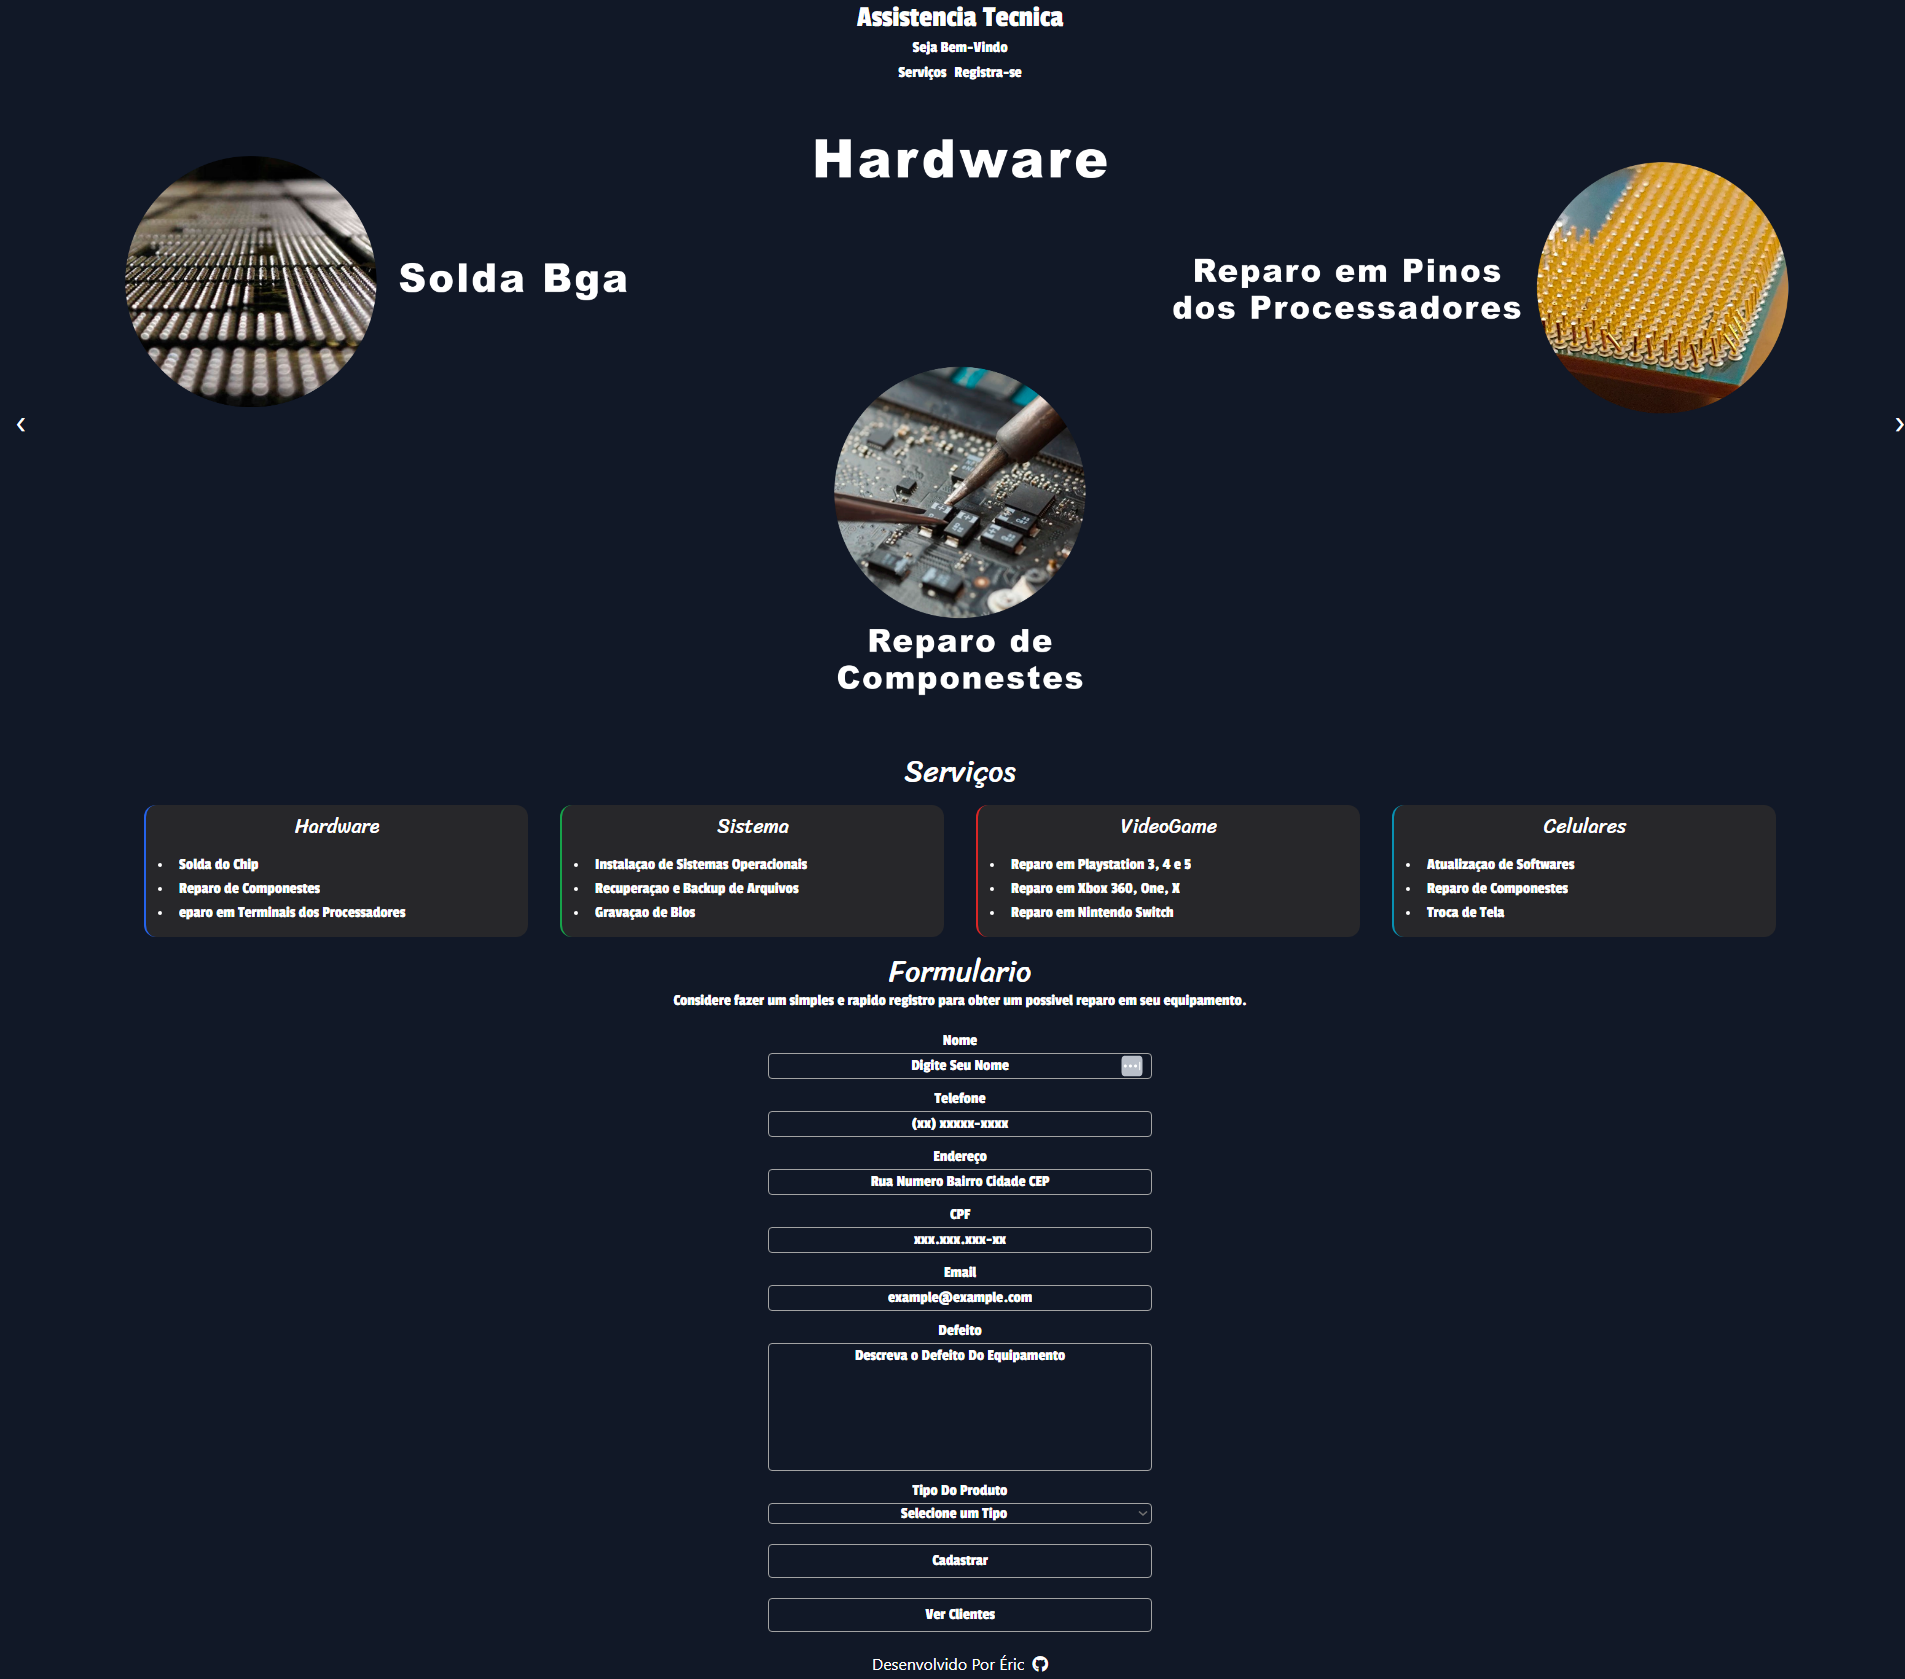 Assistencia Tecnica
Seja Bem-Vindo
Serviços Registra-se
Hardware
Solda Bga
Reparo em Pinos
dos Processadores
‹
›
Reparo de
Componestes
Serviços
Hardware
• Solda do Chip
• Reparo de Componestes
• eparo em Terminais dos Processadores
Sistema
• Instalaçao de Sistemas Operacionais
• Recuperaçao e Backup de Arquivos
• Gravaçao de Bios
VideoGame
• Reparo em Playstation 3, 4 e 5
• Reparo em Xbox 360, One, X
• Reparo em Nintendo Switch
Celulares
• Atualizaçao de Softwares
• Reparo de Componestes
• Troca de Tela
Formulario
Considere fazer um simples e rapido registro para obter um possivel reparo em seu equipamento.
Nome
Digite Seu Nome
Telefone
(xx) xxxxx-xxxx
Endereço
Rua Numero Bairro Cidade CEP
CPF
xxx.xxx.xxx-xx
Email
example@example.com
Defeito
Descreva o Defeito Do Equipamento
Tipo Do Produto
Selecione um Tipo
Cadastrar
Ver Clientes
Desenvolvido Por Éric